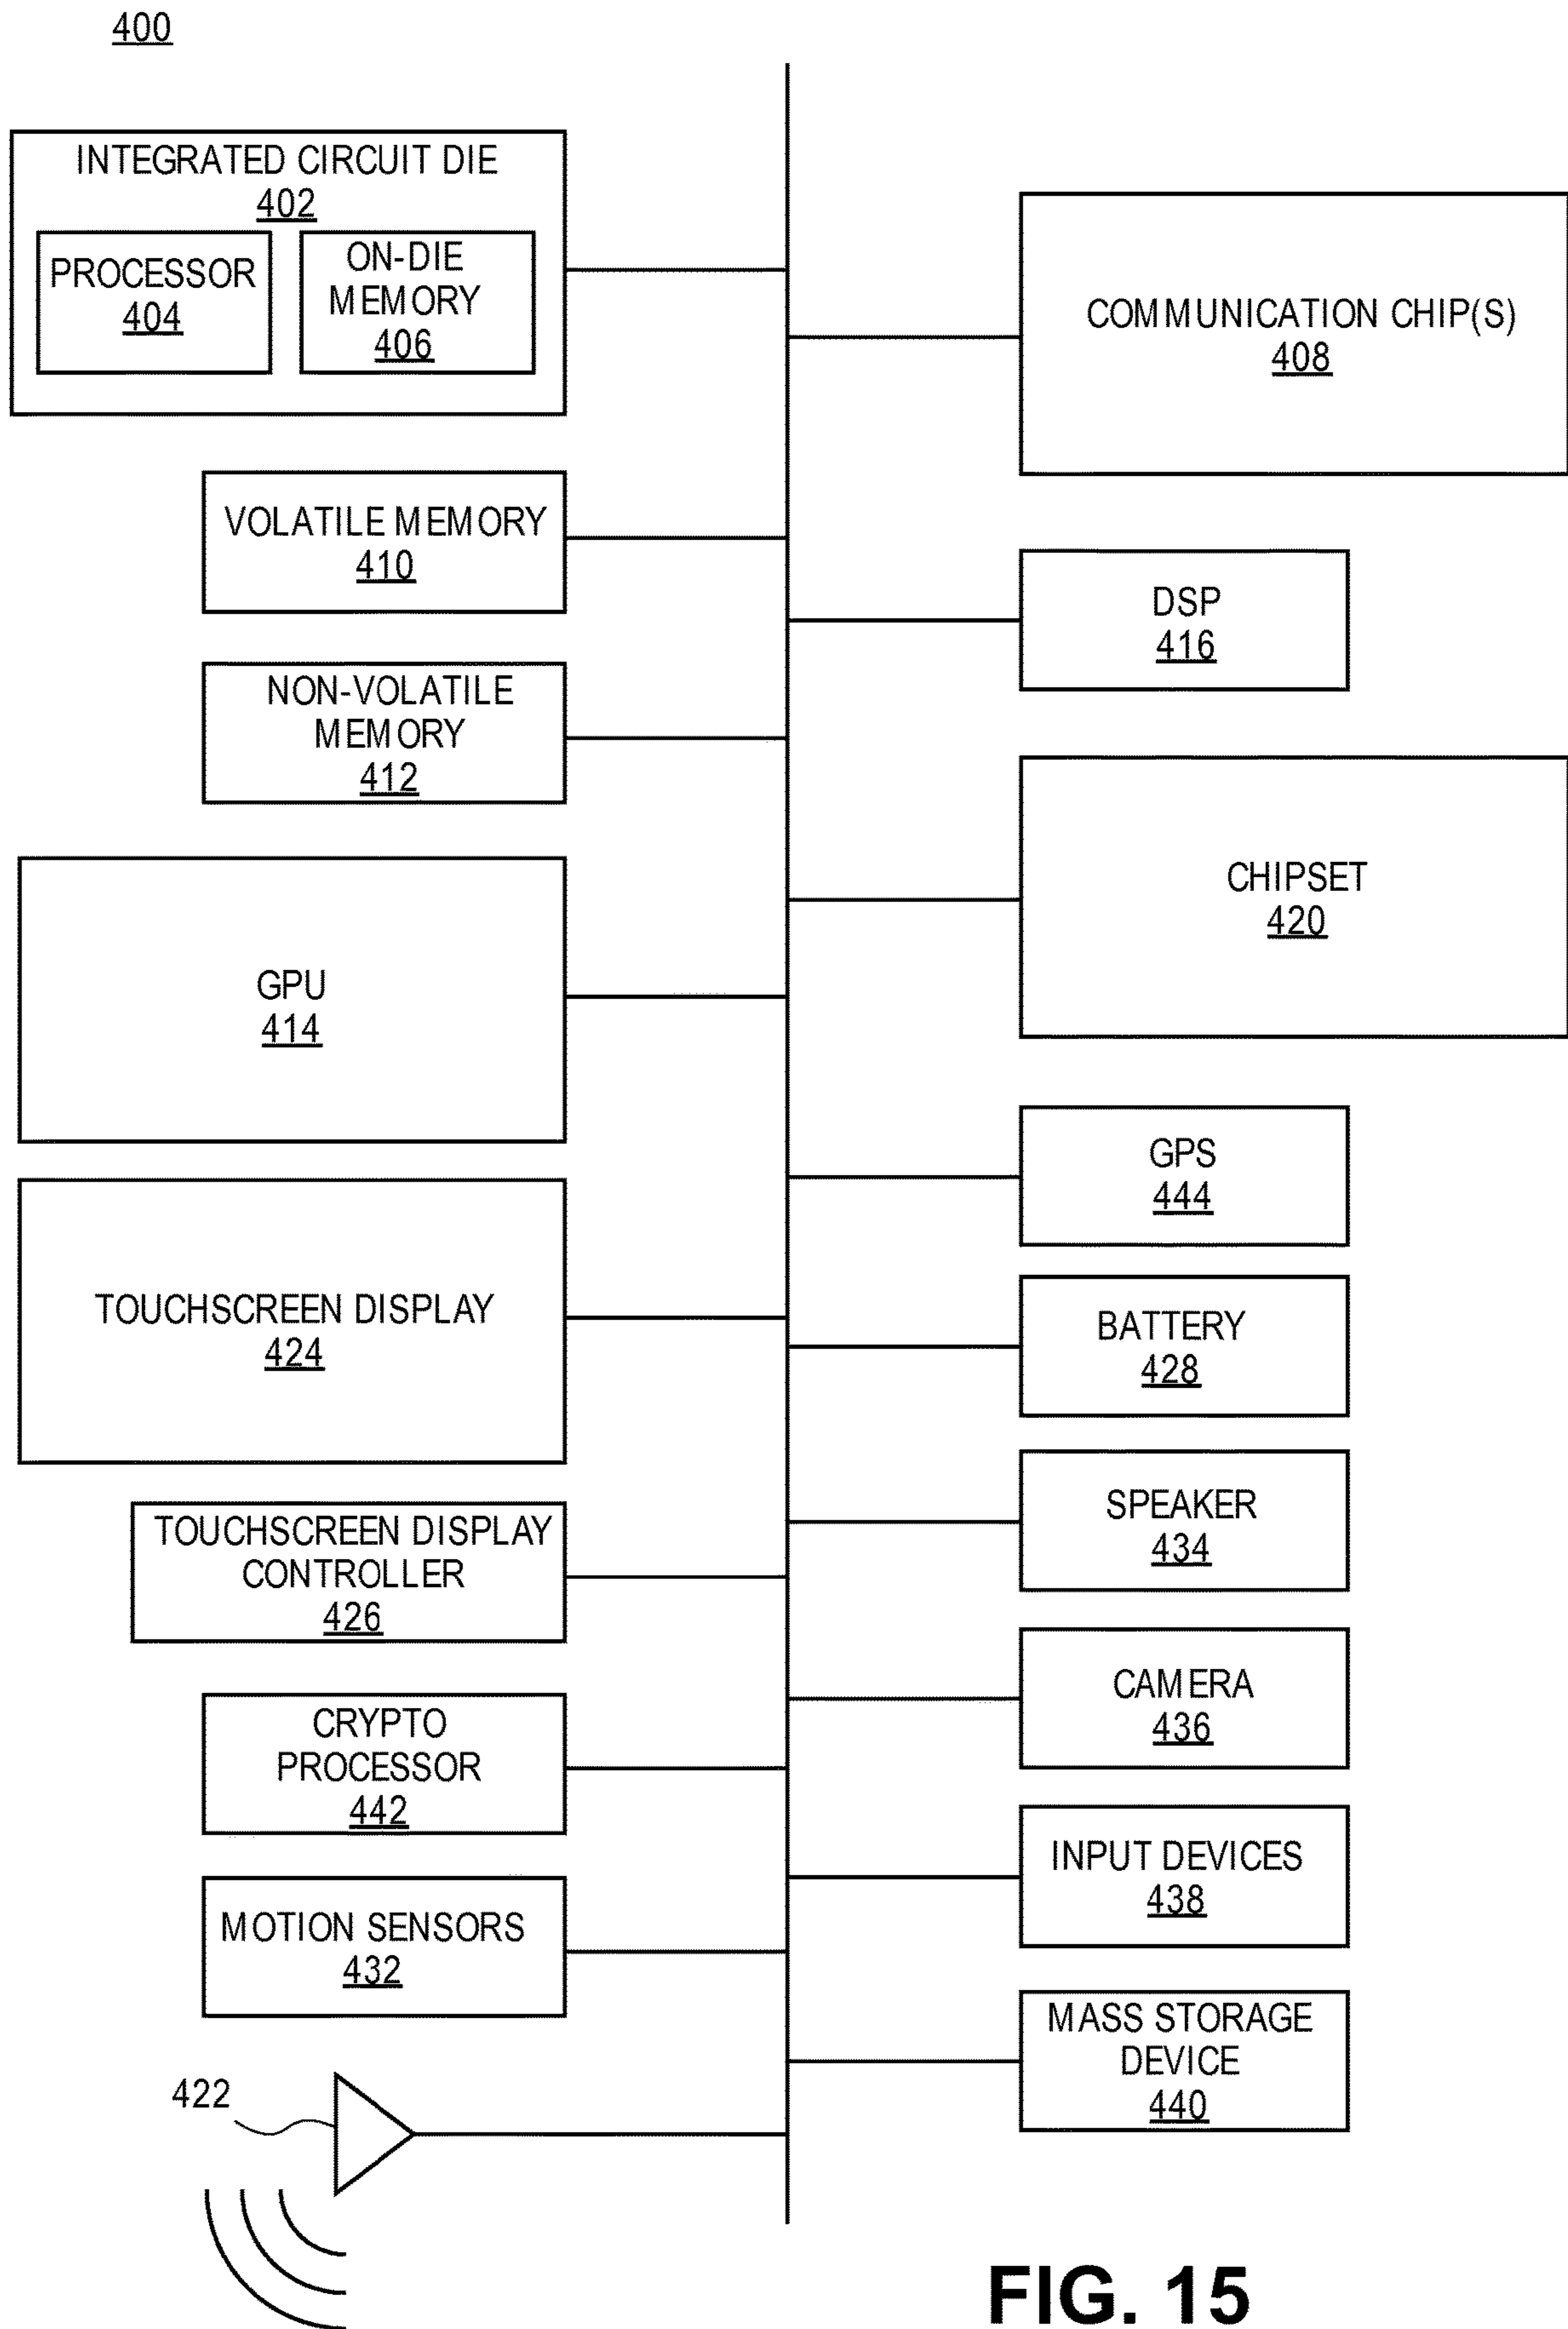 400
INTEGRATED CIRCUIT DIE
402
PROCESSOR
404
ON-DIE
MEMORY
406
VOLATILE MEMORY
410
NON-VOLATILE
MEMORY
412
GPU
414
TOUCHSCREEN DISPLAY
424
TOUCHSCREEN DISPLAY
CONTROLLER
426
CRYPTO
PROCESSOR
442
MOTION SENSORS
432
422
COMMUNICATION CHIP(S)
408
DSP
416
CHIPSET
420
GPS
444
BATTERY
428
SPEAKER
434
CAMERA
436
INPUT DEVICES
438
MASS STORAGE
DEVICE
440
FIG. 15